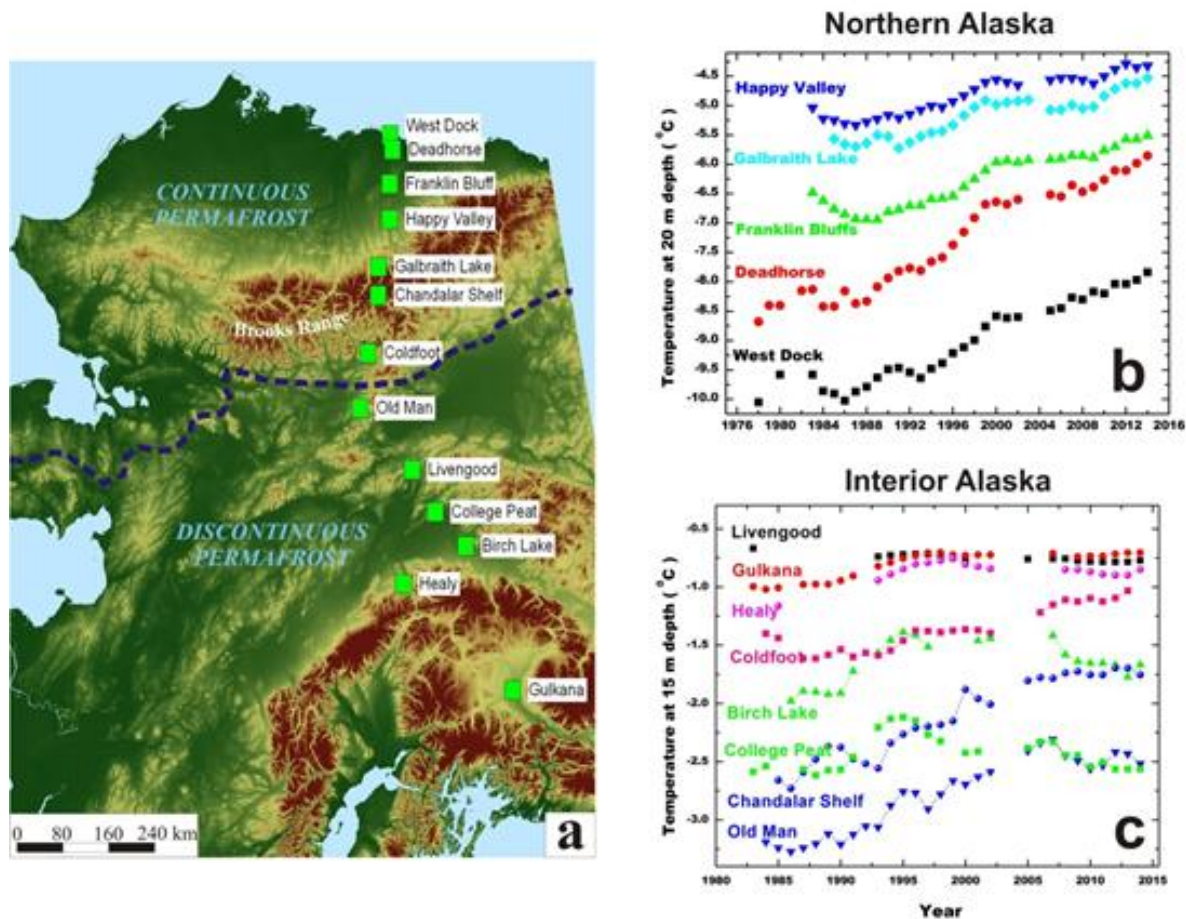 West Dock
Deadhorse
CONTINUOUS
PERMAFROST
Franklin Bluff
Happy Valley
Galbraith Lake
Chandalar Shelf
Brooks Range
Coldfoot
Old Man
Livengood
College Peat
DISCONTINUOUS
PERMAFROST
Birch Lake
Healy
Gulkana
0 80 160 240 km
a
Northern Alaska
Temperature at 20 m depth ( °C )
-4.5
-5.0
-5.5
-6.0
-6.5
-7.0
-7.5
-8.0
-8.5
-9.0
-9.5
-10.0
Happy Valley
Galbraith Lake
Franklin Bluffs
Deadhorse
West Dock
b
1976 1980 1984 1988 1992 1996 2000 2004 2008 2012 2016
Interior Alaska
Temperature at 15 m depth ( °C )
-0.5
-1.0
-1.5
-2.0
-2.5
-3.0
Livengood
Gulkana
Healy
Coldfoot
Birch Lake
College Peat
Chandalar Shelf
Old Man
c
1980 1985 1990 1995 2000 2005 2010 2015
Year